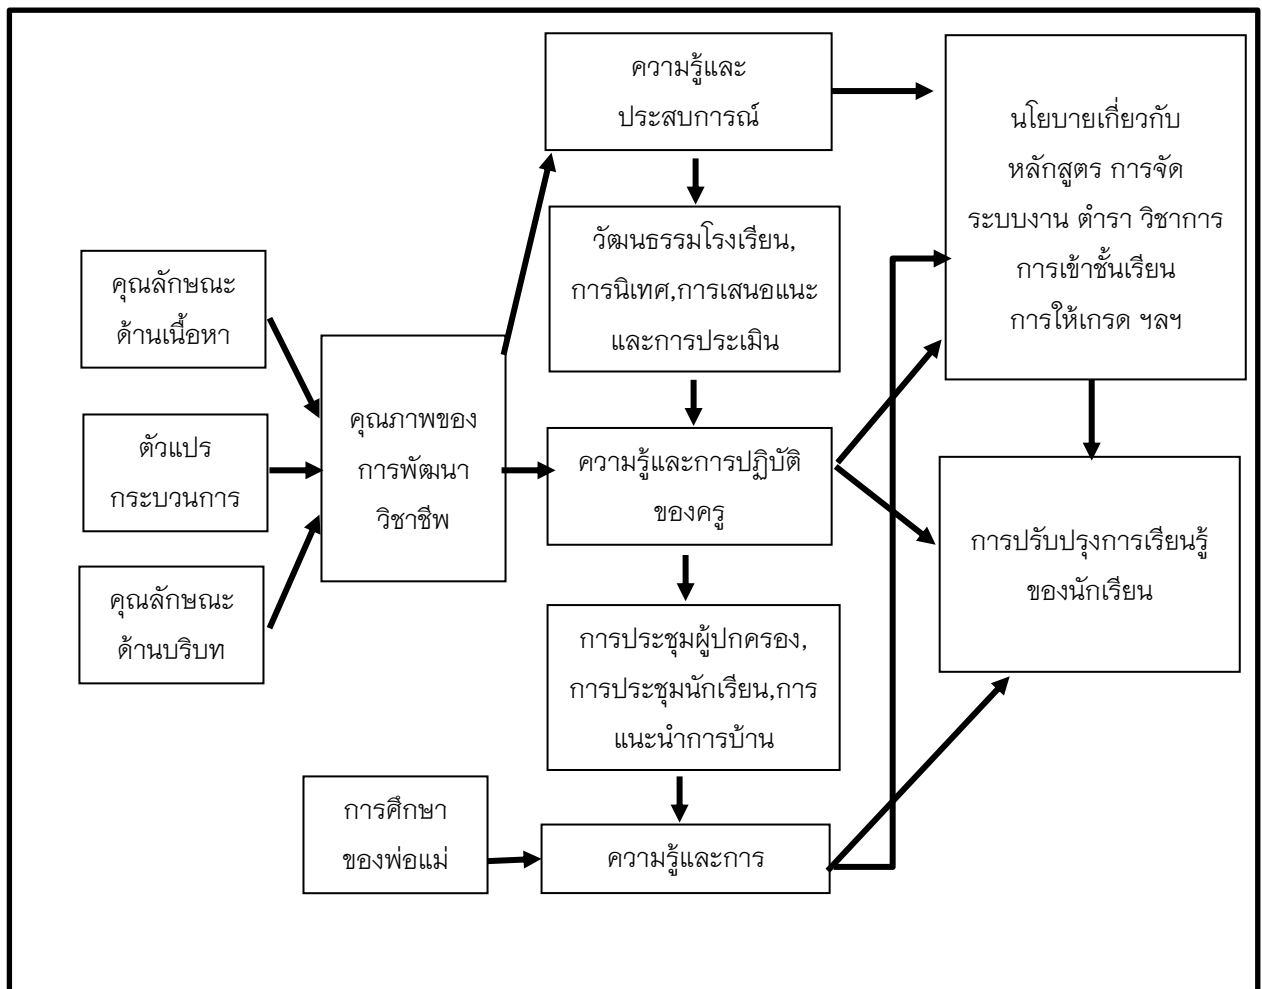 ความรู้และ
ประสบการณ์
นโยบายเกี่ยวกับ
หลักสูตร การจัด
ระบบงาน ตำรา วิชาการ
การเข้าชั้นเรียน
การให้เกรด ฯลฯ
วัฒนธรรมโรงเรียน,
การนิเทศ,การเสนอแนะ
และการประเมิน
คุณลักษณะ
ด้านเนื้อหา
ตัวแปร
กระบวนการ
คุณลักษณะ
ด้านบริบท
คุณภาพของ
การพัฒนา
วิชาชีพ
ความรู้และการปฏิบัติ
ของครู
การปรับปรุงการเรียนรู้
ของนักเรียน
การประชุมผู้ปกครอง,
การประชุมนักเรียน,การ
แนะนำการบ้าน
การศึกษา
ของพ่อแม่
ความรู้และการ